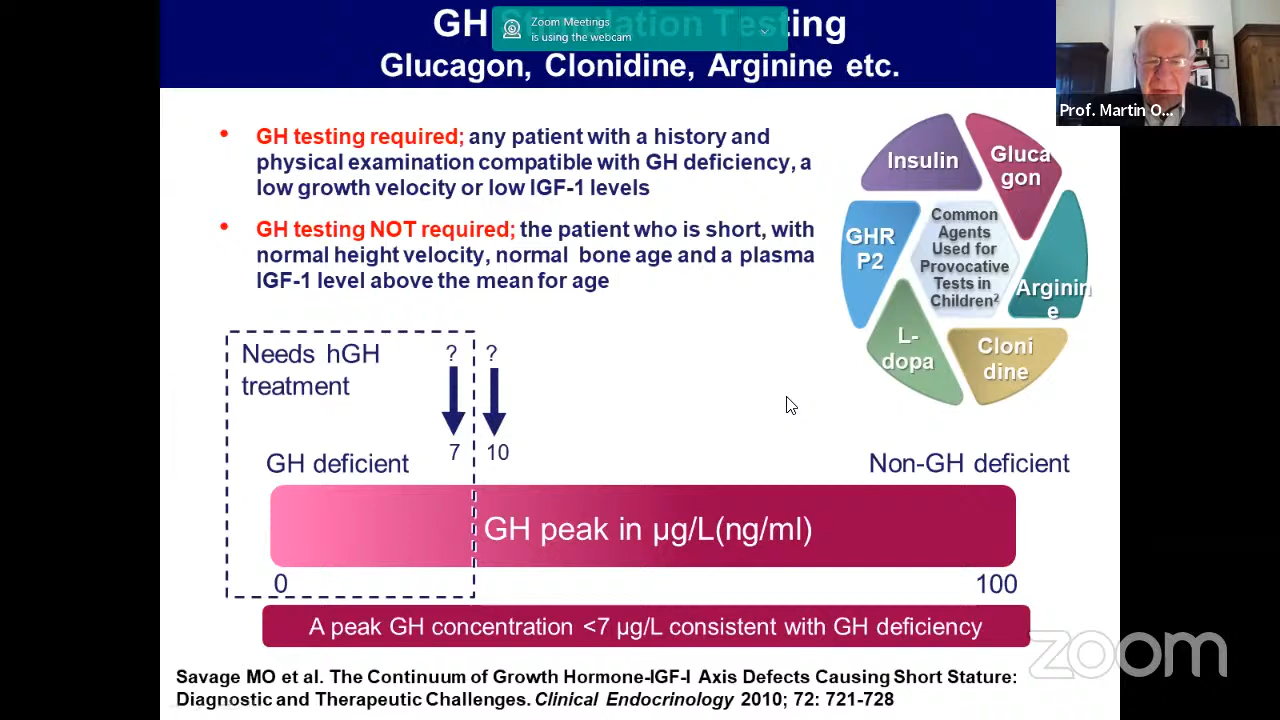 GH Stimulation Testing
Zoom Meetings
is using the webcam
Glucagon, Clonidine, Arginine etc.
Prof. Martin O...
• GH testing required; any patient with a history and
physical examination compatible with GH deficiency, a
low growth velocity or low IGF-1 levels
• GH testing NOT required; the patient who is short, with
normal height velocity, normal bone age and a plasma
IGF-1 level above the mean for age
Insulin
Gluca
gon
GHR
P2
Common
Agents
Used for
Provocative
Tests in
Children²
Arginin
e
L-
dopa
Cloni
dine
Needs hGH
treatment
? ?
7 10
GH deficient
Non-GH deficient
GH peak in µg/L(ng/ml)
0
100
A peak GH concentration <7 µg/L consistent with GH deficiency
zoom
Savage MO et al. The Continuum of Growth Hormone-IGF-I Axis Defects Causing Short Stature:
Diagnostic and Therapeutic Challenges. Clinical Endocrinology 2010; 72: 721-728